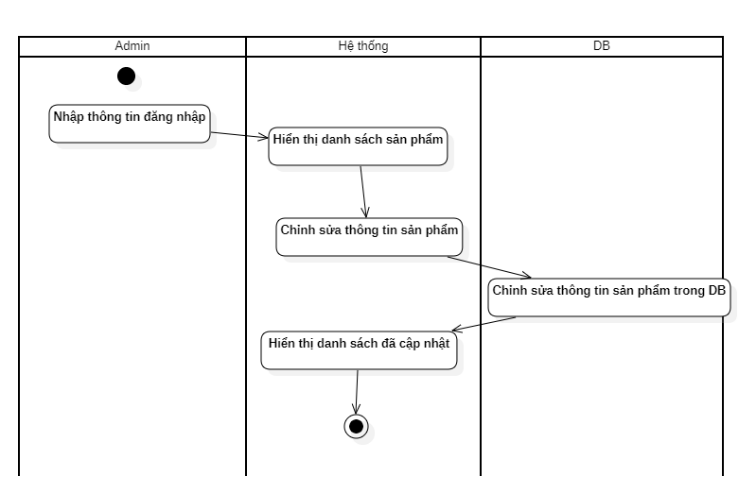 Admin
Hệ thống
DB
Nhập thông tin đăng nhập
Hiển thị danh sách sản phẩm
Chỉnh sửa thông tin sản phẩm
Chỉnh sửa thông tin sản phẩm trong DB
Hiển thị danh sách đã cập nhật